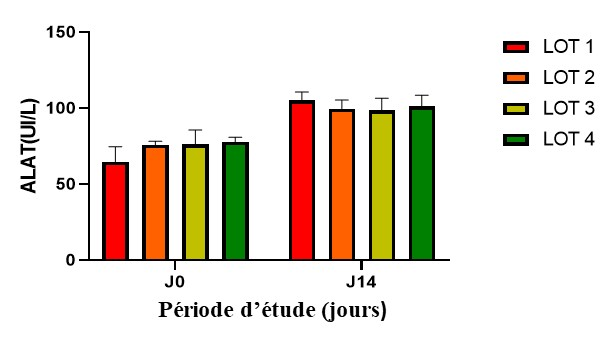 150
100
50
0
ALAT(UI/L)
J0
J14
Période d’étude (jours)
LOT 1
LOT 2
LOT 3
LOT 4